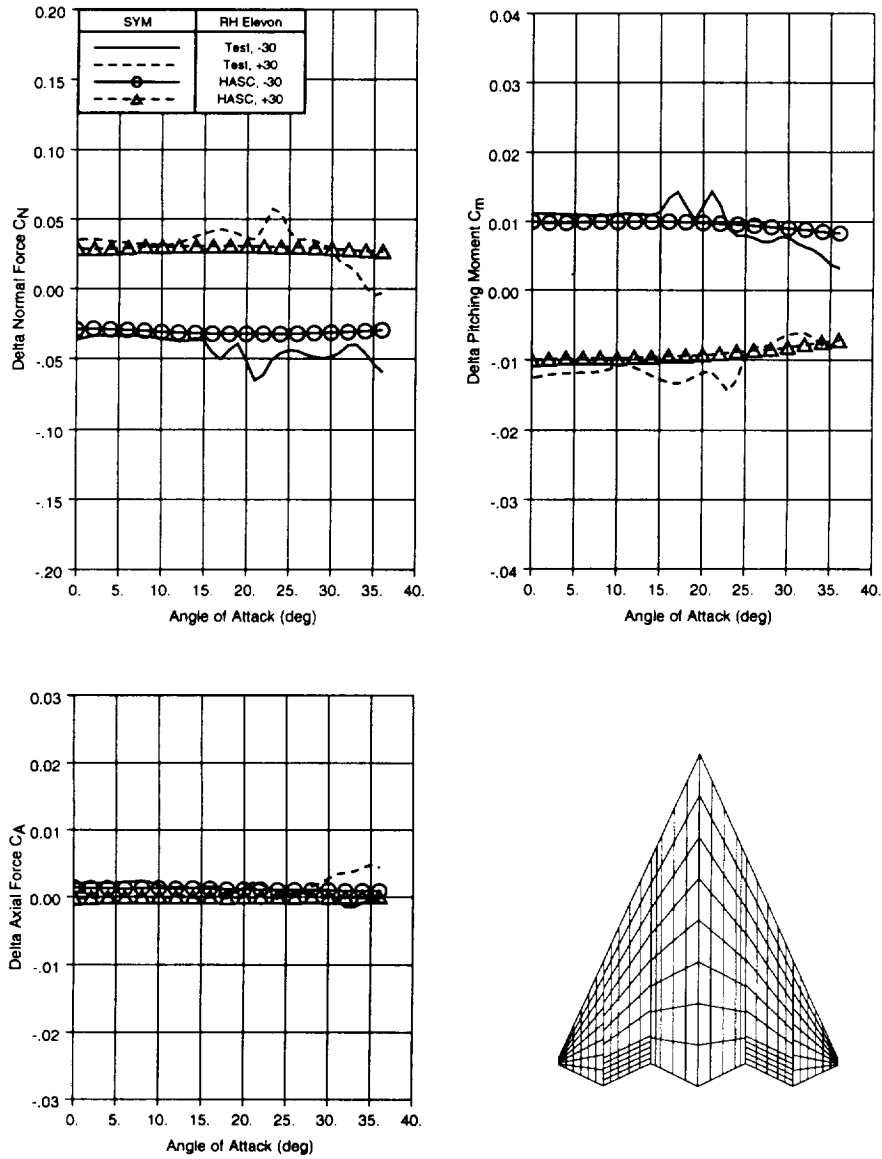 SYM RH Elevon
Test, -30
Test, +30
HASC, -30
HASC, +30
0.20
0.15
0.10
0.05
0.00
-.05
-.10
-.15
-.20
Delta Normal Force CN
0. 5. 10. 15. 20. 25. 30. 35. 40.
Angle of Attack (deg)
0.04
0.03
0.02
0.01
0.00
-.01
-.02
-.03
-.04
Delta Pitching Moment Cm
0. 5. 10. 15. 20. 25. 30. 35. 40.
Angle of Attack (deg)
0.03
0.02
0.01
0.00
-.01
-.02
-.03
Delta Axial Force CA
0. 5. 10. 15. 20. 25. 30. 35. 40.
Angle of Attack (deg)